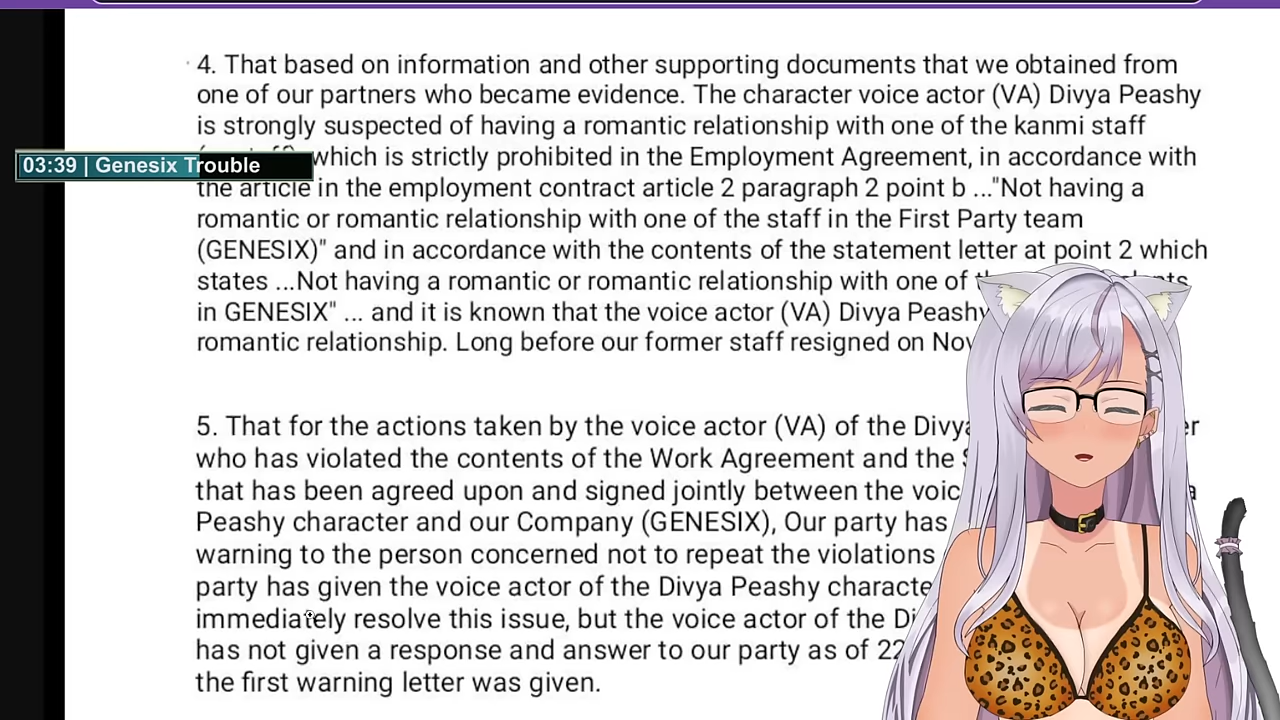 4. That based on information and other supporting documents that we obtained from
one of our partners who became evidence. The character voice actor (VA) Divya Peashy
is strongly suspected of having a romantic relationship with one of the kanmi staff
which is strictly prohibited in the Employment Agreement, in accordance with
03:39 | Genesix Trouble
the article in the employment contract article 2 paragraph 2 point b ..."Not having a
romantic or romantic relationship with one of the staff in the First Party team
(GENESIX)" and in accordance with the contents of the statement letter at point 2 which
states ...Not having a romantic or romantic relationship with one of
in GENESIX" ... and it is known that the voice actor (VA) Divya Peashy
romantic relationship. Long before our former staff resigned on
5. That for the actions taken by the voice actor (VA) of the
who has violated the contents of the Work Agreement and the
that has been agreed upon and signed jointly between the
Peashy character and our Company (GENESIX), Our party has
warning to the person concerned not to repeat the violations
party has given the voice actor of the Divya Peashy
immediately resolve this issue, but the voice actor of the
has not given a response and answer to our party as of
the first warning letter was given.